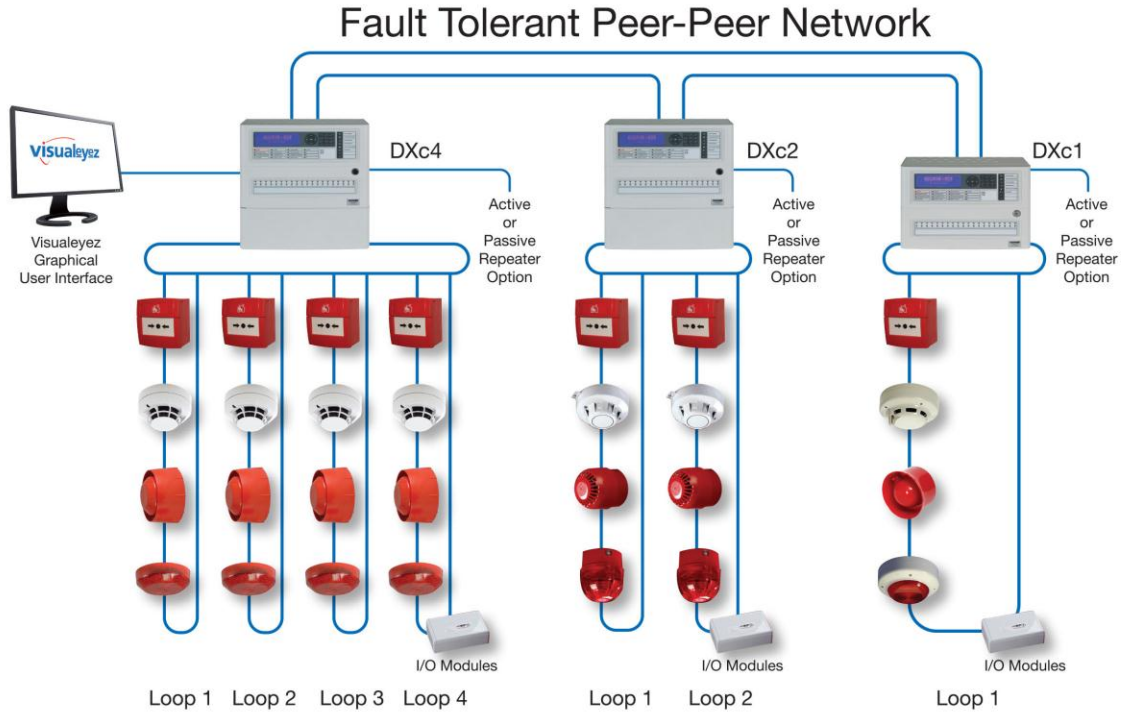 Fault Tolerant Peer-Peer Network
visualeyez
Visualeyez
Graphical
User Interface
DXc4
Active
or
Passive
Repeater
Option
DXc2
Active
or
Passive
Repeater
Option
DXc1
Active
or
Passive
Repeater
Option
I/O Modules
I/O Modules
I/O Modules
Loop 1
Loop 2
Loop 3
Loop 4
Loop 1
Loop 2
Loop 1